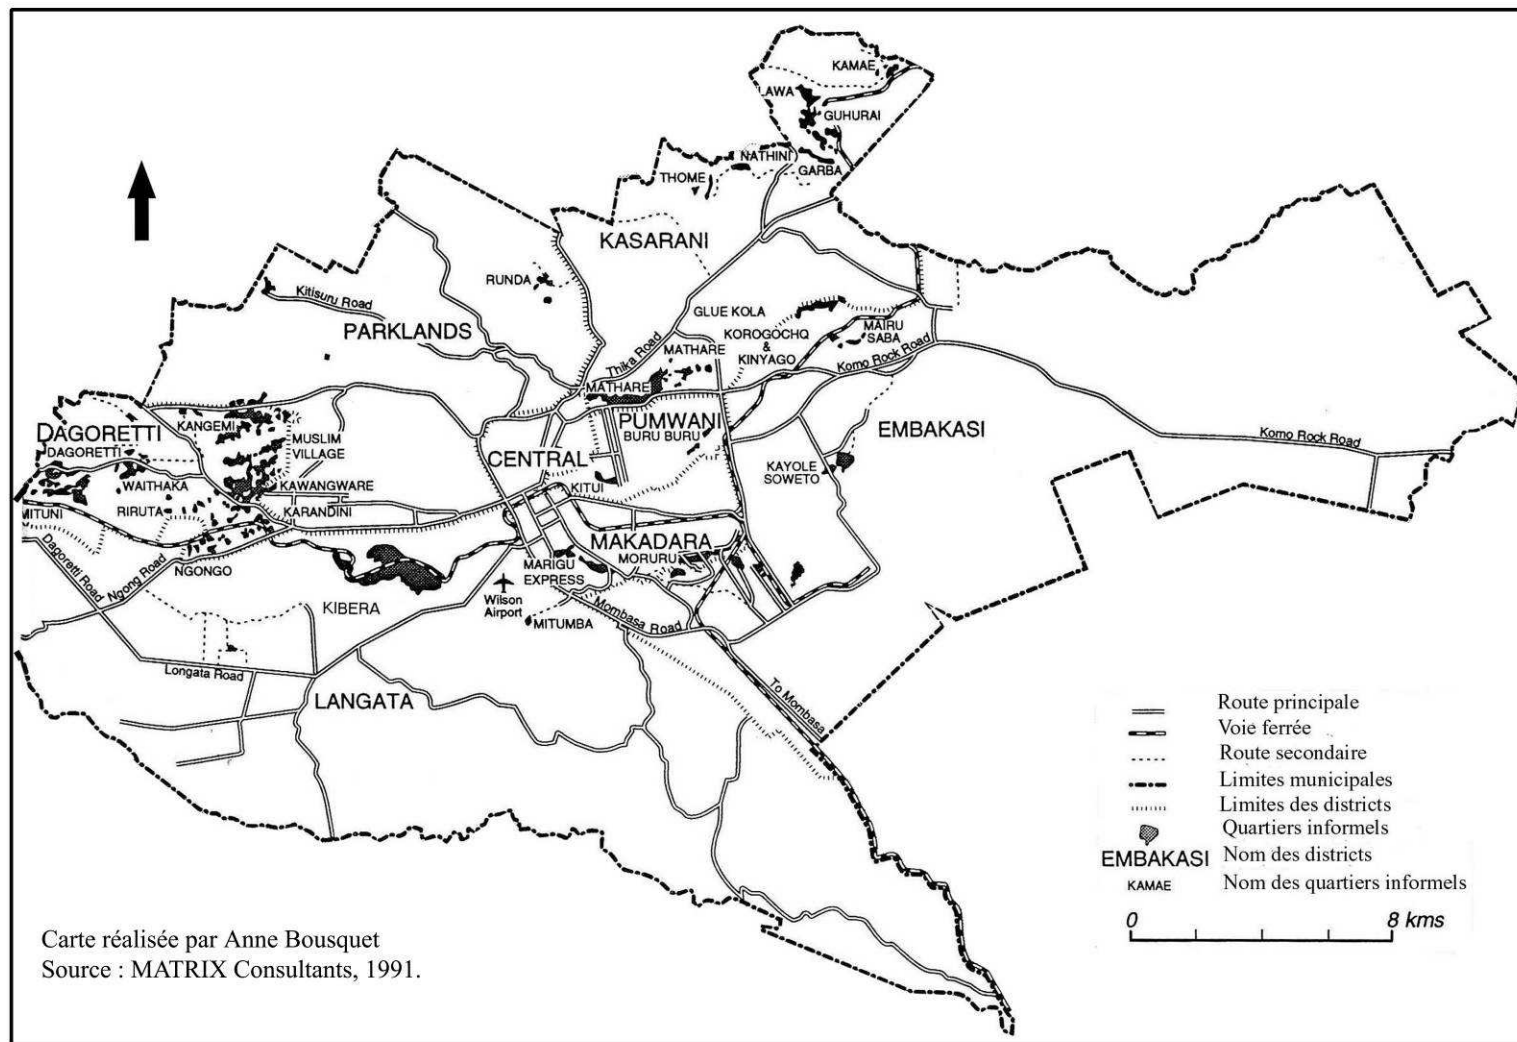 KAMAE
LAWA
GUHURAI
NATHINI
GARBA
THOME
KASARANI
RUNDA
Kitisuru Road
PARKLANDS
GLUE KOLA
KOROGOCHQ
&
KINYAGO
MAIRU
SABA
Thika Road
MATHARE
Komo Rock Road
MATHARE
PUMWANI
BURU BURU
EMBAKASI
Komo Rock Road
KANGEMI
DAGORETTI
DAGORETTI
MUSLIM
VILLAGE
CENTRAL
KAYOLE
SOWETO
WAITHAKA
KAWANGWARE
KITUI
RIRUTA
KARANDINI
MITUNI
MAKADARA
MORURU
NGONGO
MARIGU
EXPRESS
Dagoretti Road
Ngong Road
KIBERA
Wilson
Airport
MITUMBA
Mombasa Road
Longata Road
LANGATA
To Mombasa
Route principale
Voie ferrée
Route secondaire
Limites municipales
Limites des districts
Quartiers informels
EMBAKASI Nom des districts
KAMAE Nom des quartiers informels
0 8 kms
Carte réalisée par Anne Bousquet
Source : MATRIX Consultants, 1991.